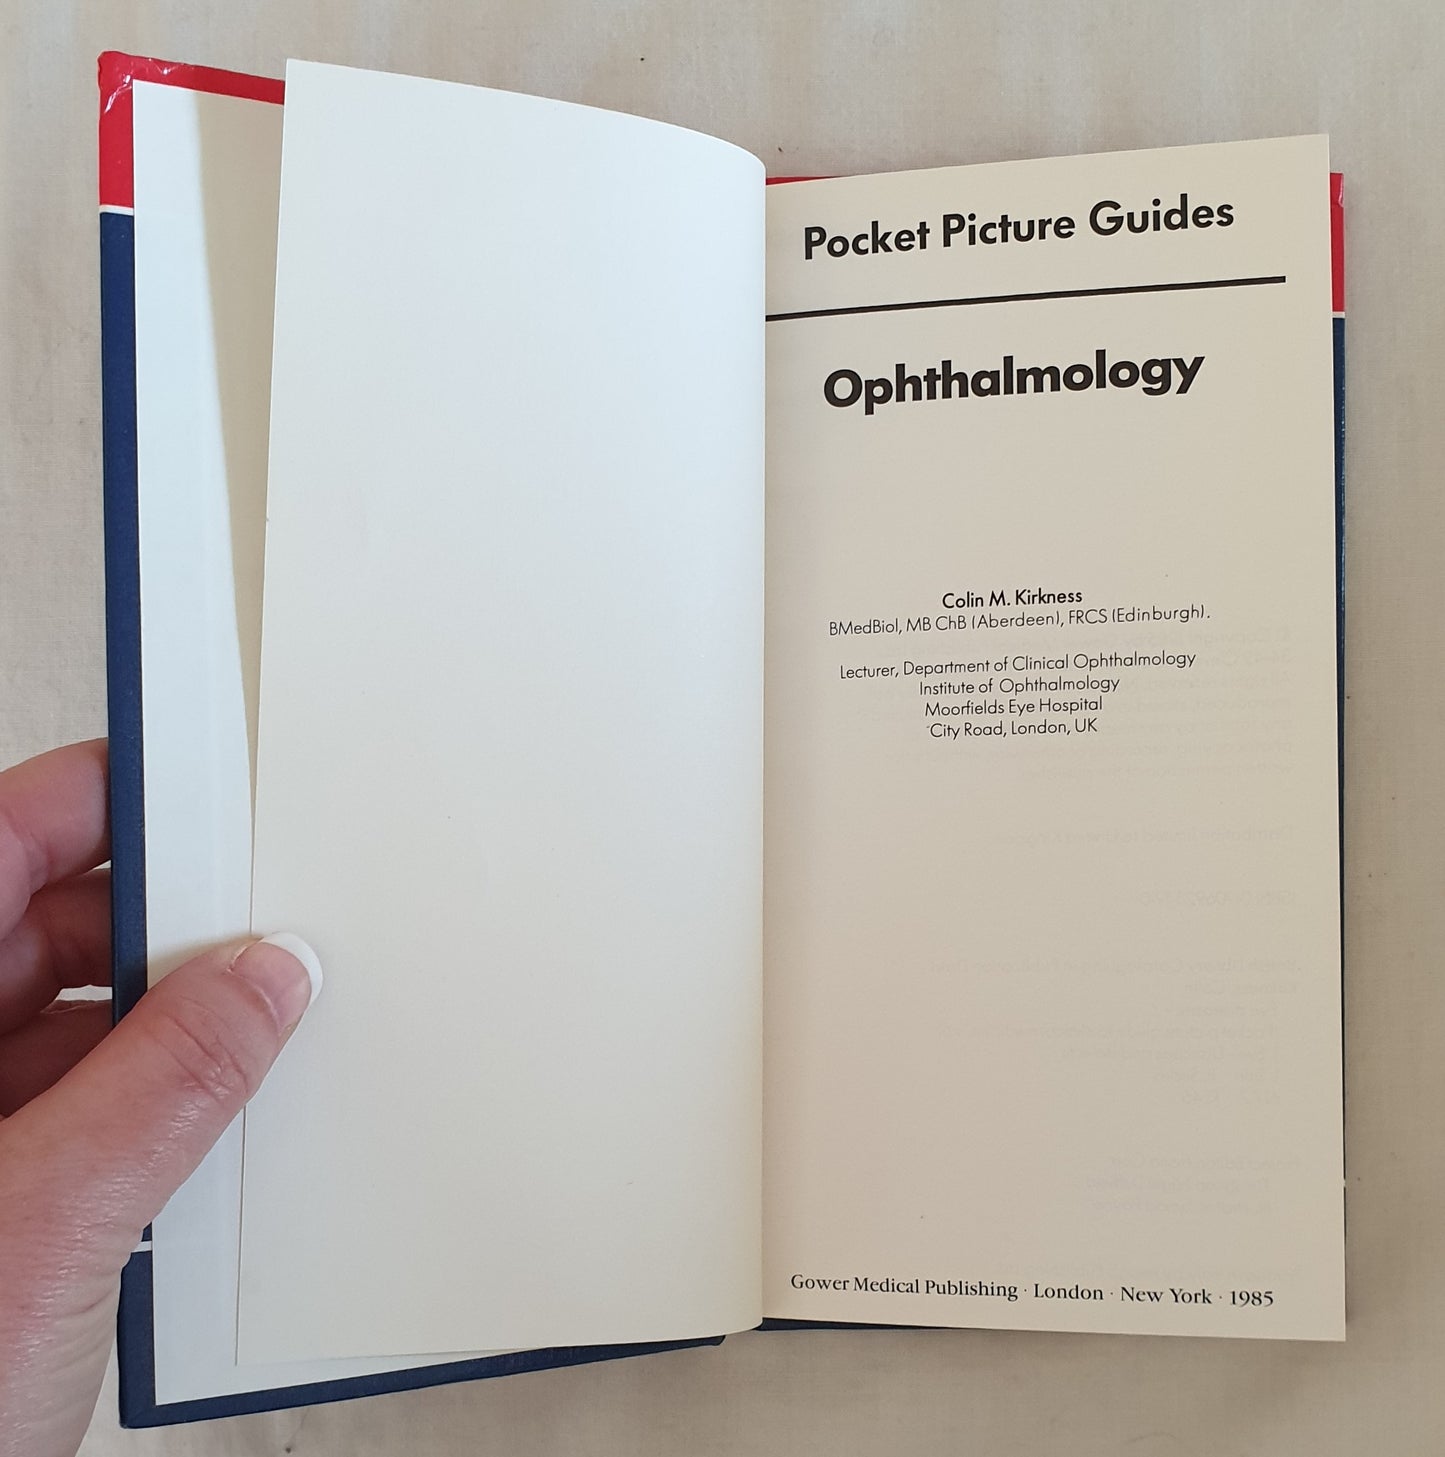 Pocket Picture Guides
Ophthalmology
Colin M. Kirkness
BMedBiol, MB ChB (Aberdeen), FRCS (Edinburgh).
Lecturer, Department of Clinical Ophthalmology
Institute of Ophthalmology
Moorfields Eye Hospital
City Road, London, UK
Gower Medical Publishing · London · New York · 1985